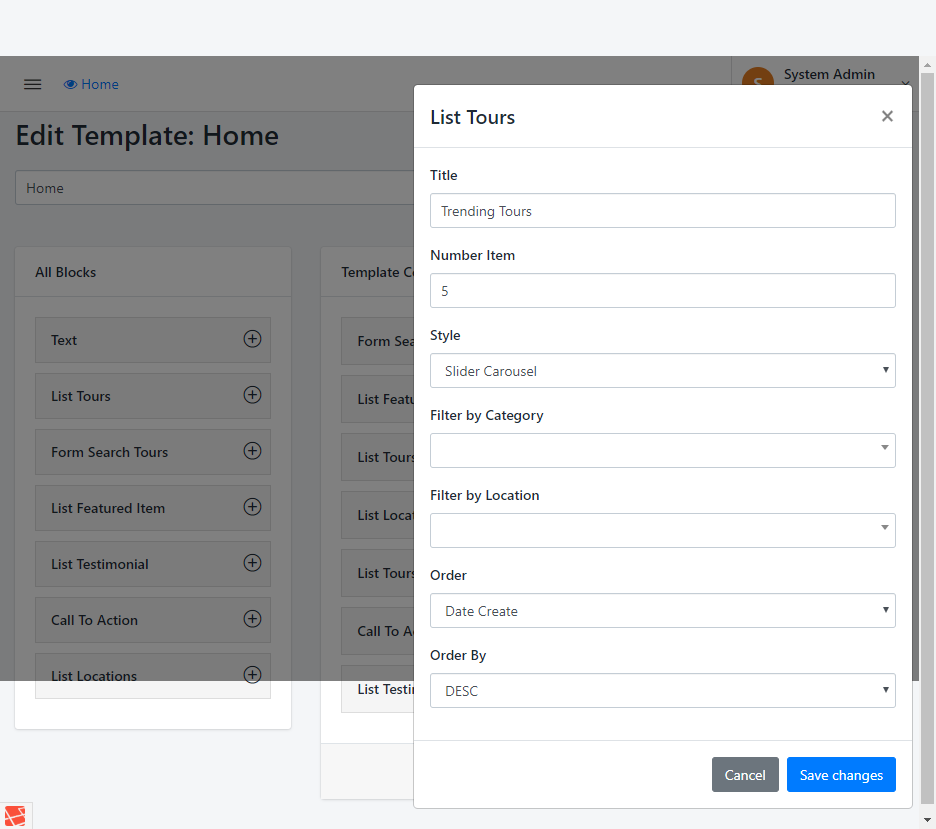 Home
S
System Admin
Edit Template: Home
Home
All Blocks
Text
List Tours
Form Search Tours
List Featured Item
List Testimonial
Call To Action
List Locations
Template Co
Form Sea
List Featu
List Tours
List Locat
List Tours
Call To A
List Testin
List Tours
×
Title
Trending Tours
Number Item
5
Style
Slider Carousel
Filter by Category
Filter by Location
Order
Date Create
Order By
DESC
Cancel
Save changes